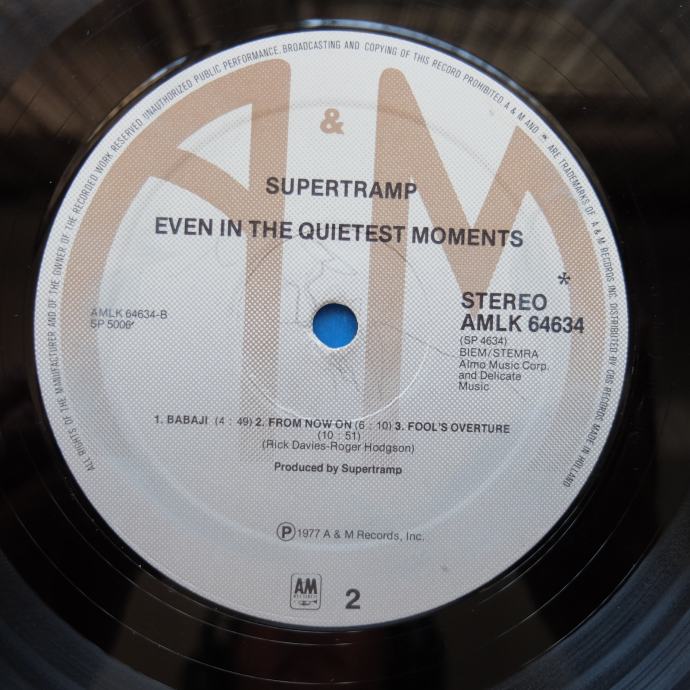 ALL RIGHTS OF THE MANUFACTURER AND OF THE OWNER OF THE RECORDED WORK RESERVED UNAUTHORIZED PUBLIC PERFORMANCE, BROADCASTING AND COPYING OF THIS RECORD PROHIBITED A & M AND ARE TRADEMARKS OF A & M RECORDS INC. DISTRIBUTED BY CBS RECORDS MADE IN HOLLAND
A & M
SUPERTRAMP
EVEN IN THE QUIETEST MOMENTS
*
STEREO
AMLK 64634
(SP 4634)
BIEM/STEMRA
Almo Music Corp.
and Delicate
Music
AMLK 64634-B
SP 5006*
1. BABAJI (4 : 49) 2. FROM NOW ON (6 : 10) 3. FOOL'S OVERTURE
(10 : 51)
(Rick Davies-Roger Hodgson)
Produced by Supertramp
Ⓟ 1977 A & M Records, Inc.
AM
RECORDS
2